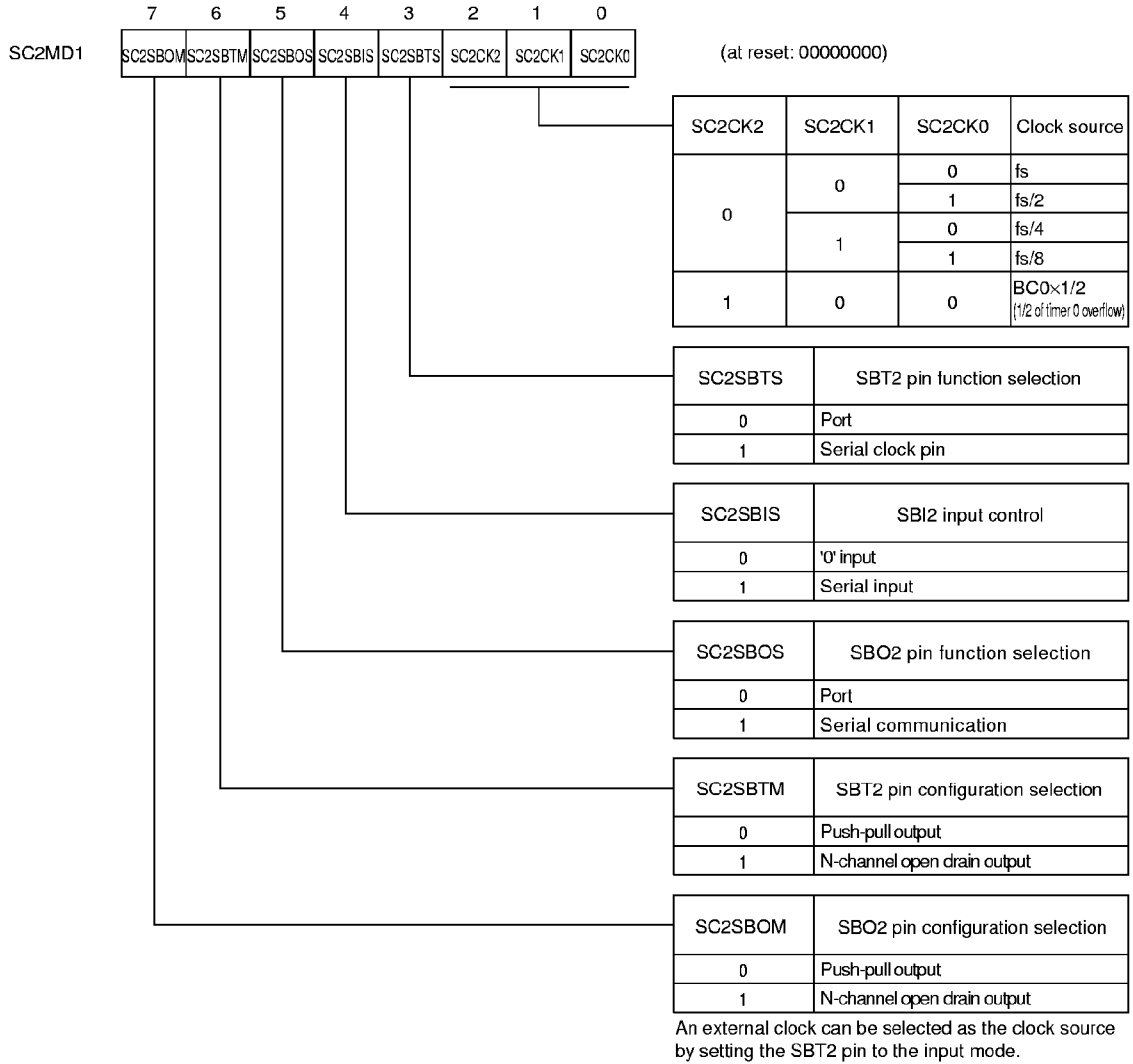 7 6 5 4 3 2 1 0
SC2MD1 SC2SBOM SC2SBTM SC2SBOS SC2SBIS SC2SBTS SC2CK2 SC2CK1 SC2CK0 (at reset: 00000000)
SC2CK2 SC2CK1 SC2CK0 Clock source
0 0 0 fs
1 fs/2
1 0 fs/4
1 fs/8
1 0 0 BC0×1/2
(1/2 of timer 0 overflow)
SC2SBTS SBT2 pin function selection
0 Port
1 Serial clock pin
SC2SBIS SBI2 input control
0 '0' input
1 Serial input
SC2SBOS SBO2 pin function selection
0 Port
1 Serial communication
SC2SBTM SBT2 pin configuration selection
0 Push-pull output
1 N-channel open drain output
SC2SBOM SBO2 pin configuration selection
0 Push-pull output
1 N-channel open drain output
An external clock can be selected as the clock source
by setting the SBT2 pin to the input mode.